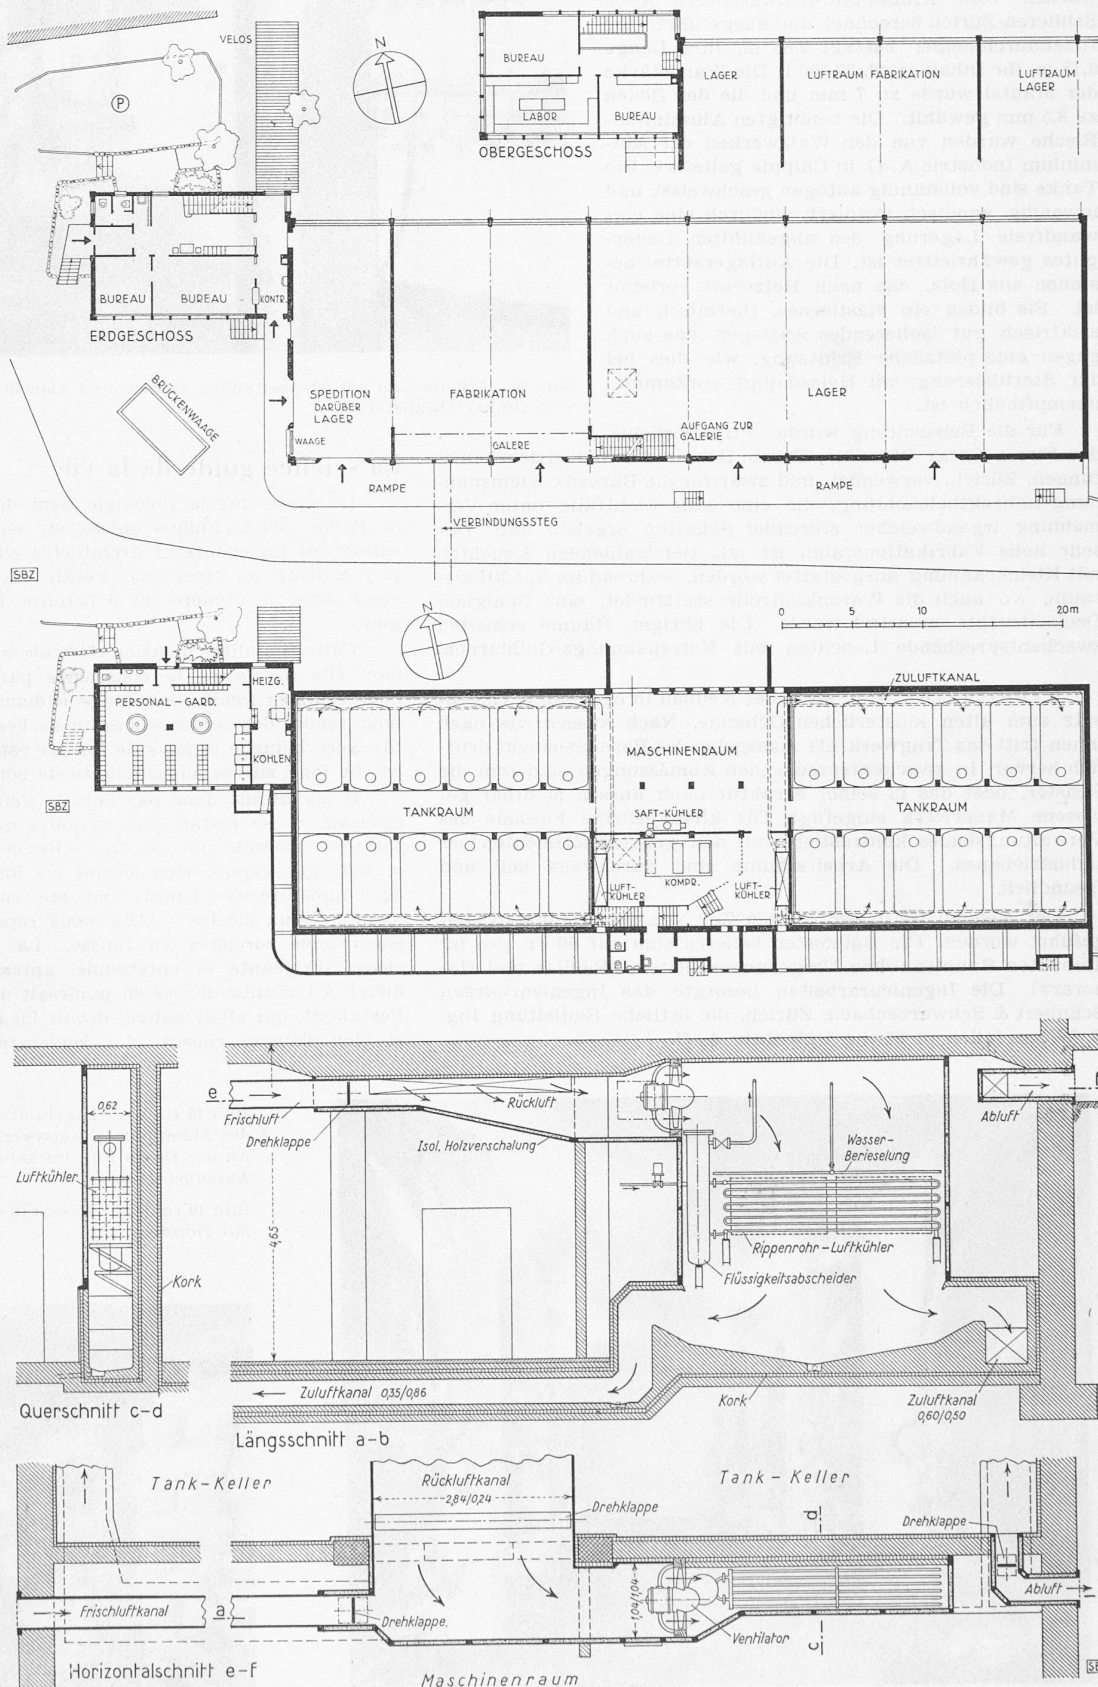 VELOS
N
P
BUREAU
LABOR
BUREAU
OBERGESCHOSS
LAGER
LUFTRAUM FABRIKATION
LUFTRAUM
LAGER
BUREAU
BUREAU
KONTR.
ERDGESCHOSS
BRÜCKENWAAGE
SPEDITION
DARÜBER
LAGER
WAAGE
FABRIKATION
GALERE
LAGER
AUFGANG ZUR
GALERIE
RAMPE
RAMPE
VERBINDUNGSSTEG
SBZ
N
0 5 10 20m
HEIZG.
PERSONAL-GARD.
KOHLEN
SBZ
ZULUFTKANAL
MASCHINENRAUM
TANKRAUM
SAFT-KÜHLER
TANKRAUM
KOMPR.
LUFT-
KÜHLER
LUFT-
KÜHLER
0,62
Luftkühler
Kork
Querschnitt c-d
e
Frischluft
Drehklappe
Rückluft
Isol. Holzverschalung
4,65
Wasser-
Berieselung
Rippenrohr-Luftkühler
Flüssigkeitsabscheider
Abluft
f
Zuluftkanal 0,35/0,86
Kork
Zuluftkanal
0,60/0,50
Längsschnitt a-b
Tank-Keller
Rückluftkanal
2,84/0,24
Drehklappe
Tank-Keller
d
Drehklappe
Frischluftkanal
a
Drehklappe.
1,04/1,04
Ventilator
c
Abluft
Horizontalschnitt e-f
Maschinenraum